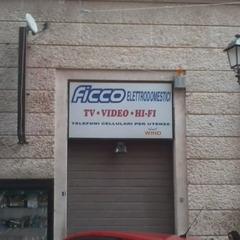 Ficco ELETTRODOMESTICI
TV • VIDEO • HI-FI
TELEFONI CELLULARI PER UTENZE
WIND